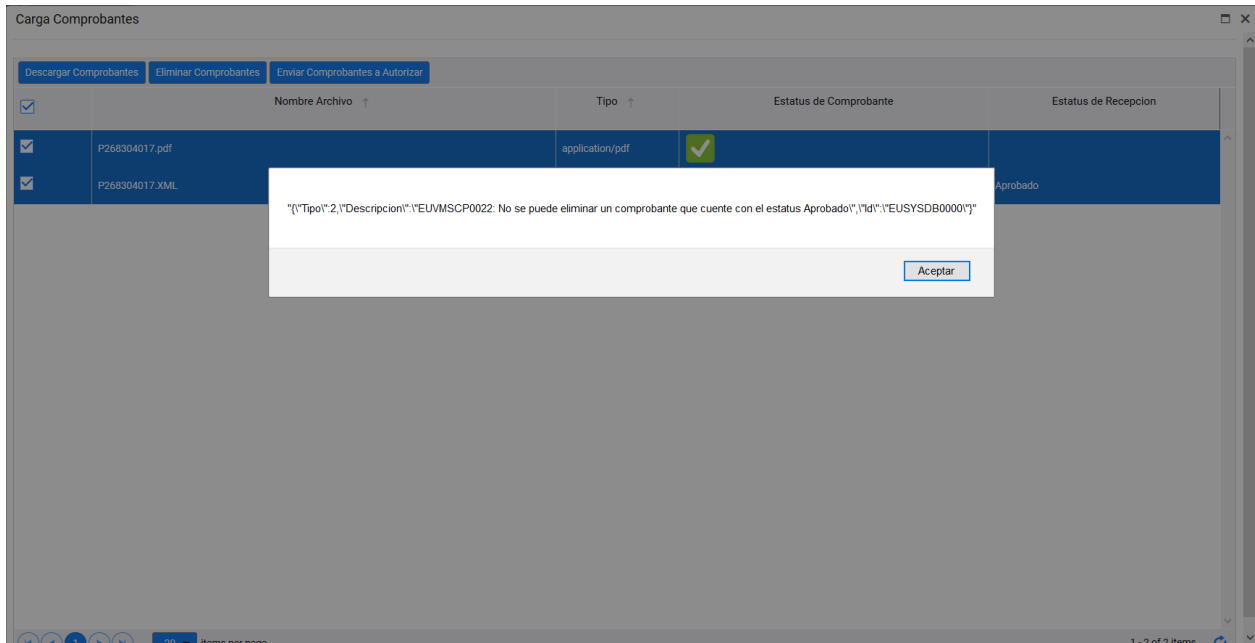 Carga Comprobantes
Descargar Comprobantes Eliminar Comprobantes Enviar Comprobantes a Autorizar
Nombre Archivo ↑ Tipo ↑ Estatus de Comprobante Estatus de Recepcion
P268304017.pdf application/pdf
P268304017.XML Aprobado
"{\"Tipo\":2,\"Descripcion\":\"EUVMSCP0022: No se puede eliminar un comprobante que cuente con el estatus Aprobado\",\"Id\":\"EUSYSDB0000\"}"
Aceptar
1 20 items per page 1 - 2 of 2 items